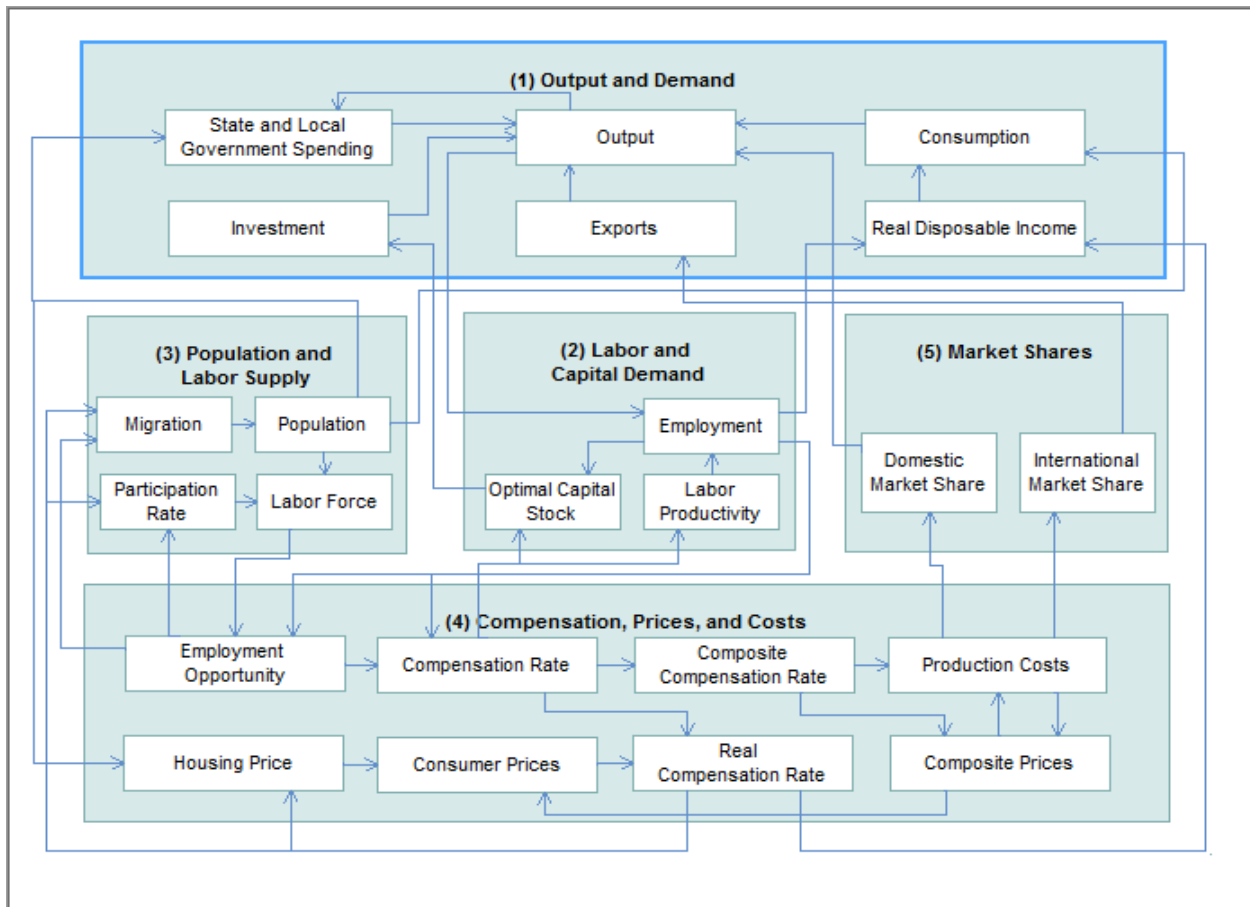 (1) Output and Demand
State and Local
Government Spending
Output
Consumption
Investment
Exports
Real Disposable Income
(3) Population and
Labor Supply
Migration
Population
Participation
Rate
Labor Force
(2) Labor and
Capital Demand
Employment
Optimal Capital
Stock
Labor
Productivity
(5) Market Shares
Domestic
Market Share
International
Market Share
(4) Compensation, Prices, and Costs
Employment
Opportunity
Compensation Rate
Composite
Compensation Rate
Production Costs
Housing Price
Consumer Prices
Real
Compensation Rate
Composite Prices